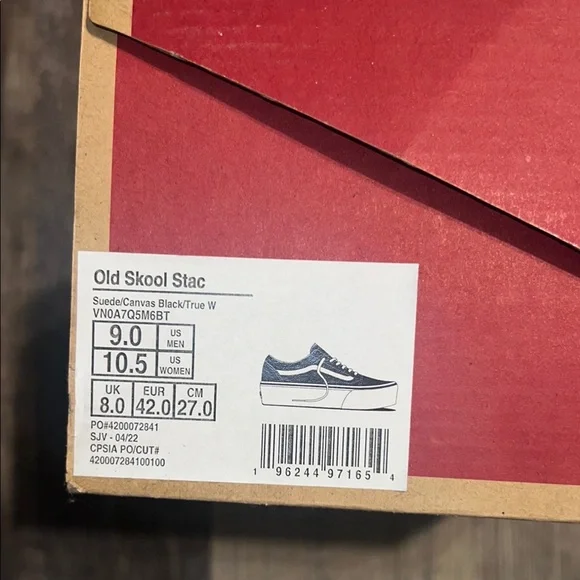 Old Skool Stac
Suede/Canvas Black/True W
VN0A7Q5M6BT
9.0 US MEN
10.5 US WOMEN
UK 8.0 EUR 42.0 CM 27.0
PO#4200072841
SJV - 04/22
CPSIA PO/CUT#
420007284100100
1 96244 97165 4